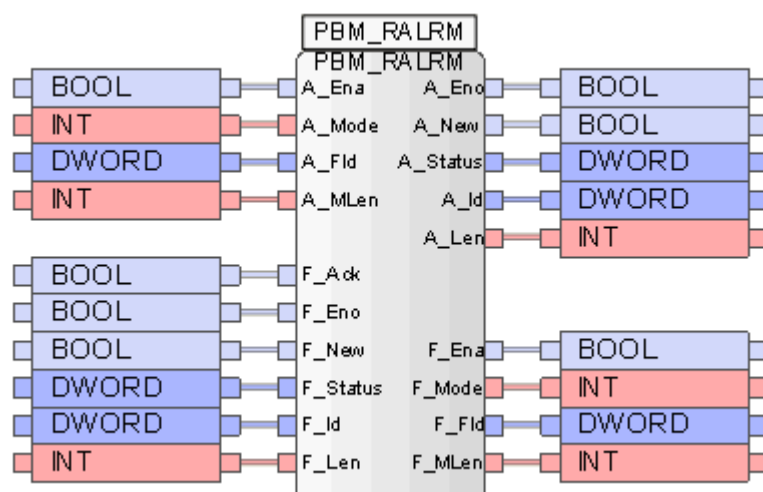 PBM_RALRM
PBM_RALRM
BOOL A_Ena A_Eno BOOL
INT A_Mode A_New BOOL
DWORD A_FId A_Status DWORD
INT A_MLen A_Id DWORD
A_Len INT
BOOL F_Ack
BOOL F_Eno
BOOL F_New F_Ena BOOL
DWORD F_Status F_Mode INT
DWORD F_Id F_FId DWORD
INT F_Len F_MLen INT